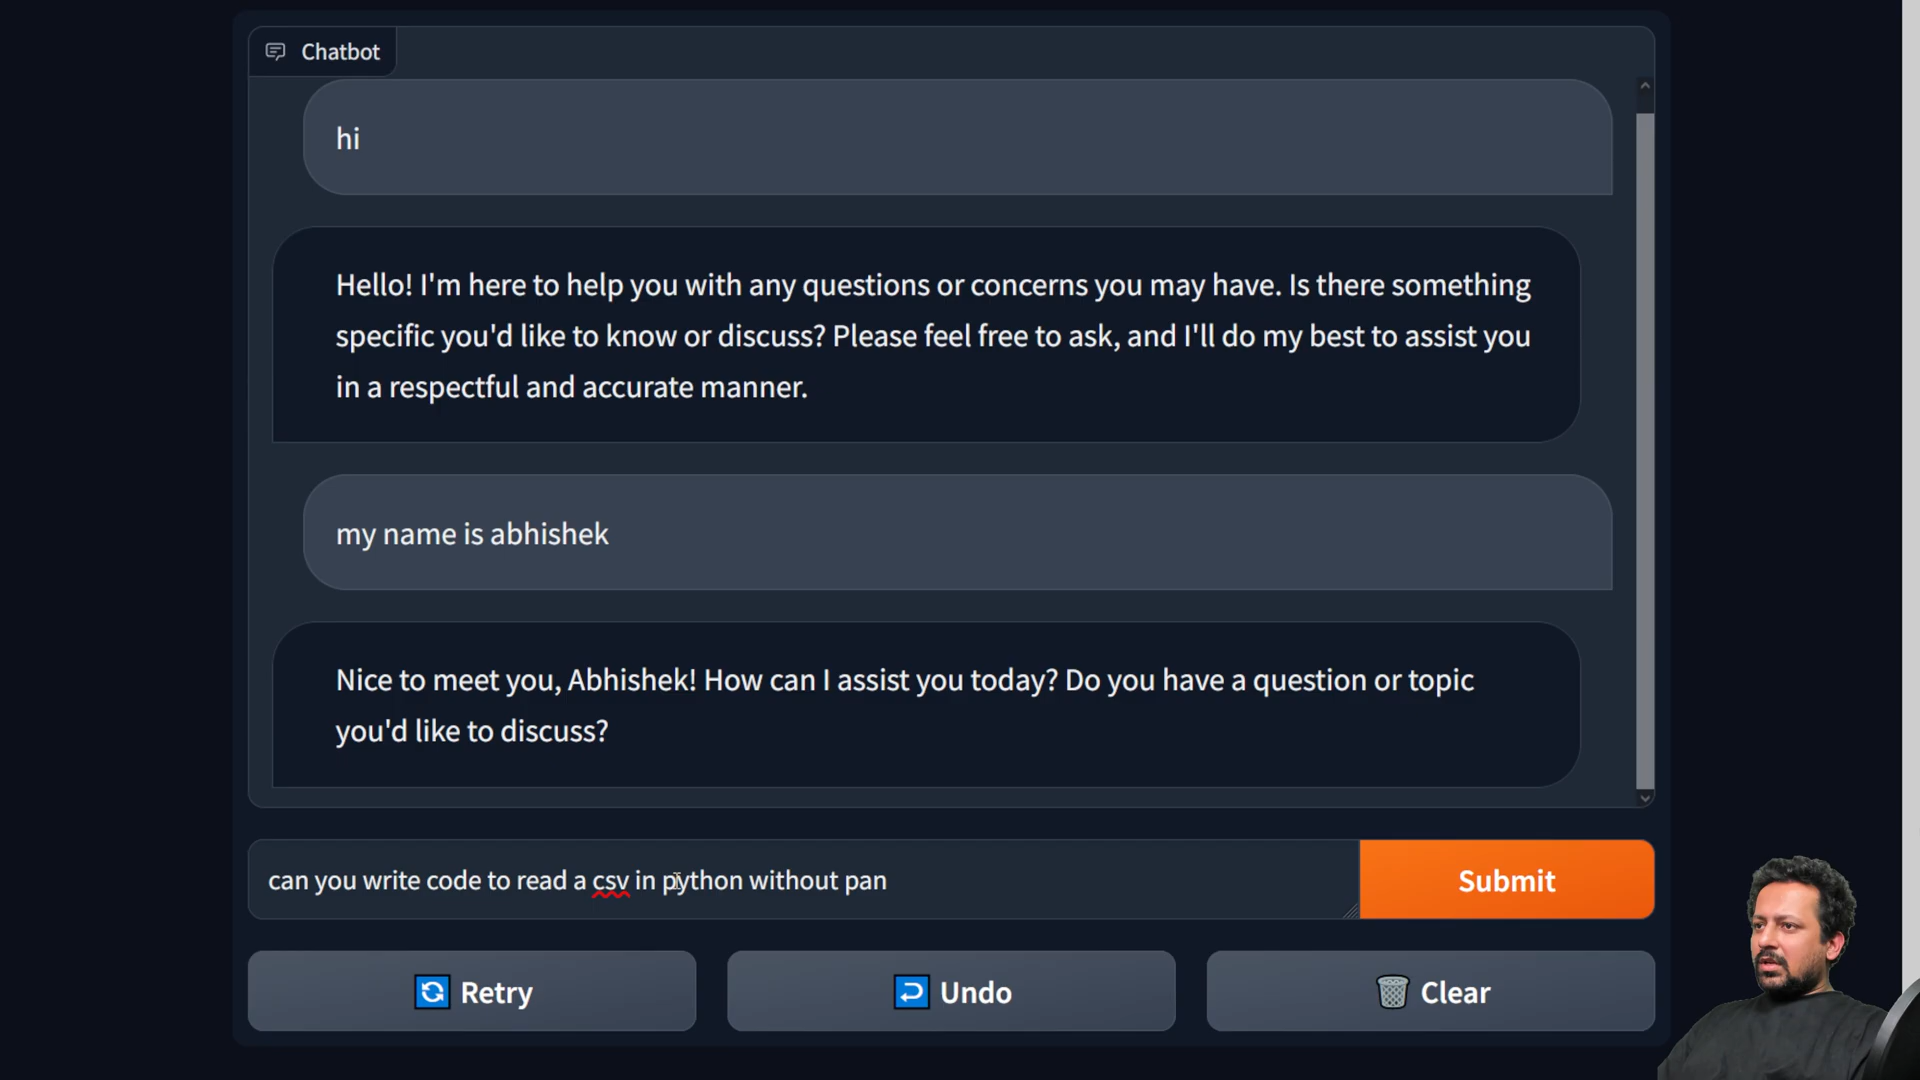 Chatbot
hi
Hello! I'm here to help you with any questions or concerns you may have. Is there something
specific you'd like to know or discuss? Please feel free to ask, and I'll do my best to assist you
in a respectful and accurate manner.
my name is abhishek
Nice to meet you, Abhishek! How can I assist you today? Do you have a question or topic
you'd like to discuss?
can you write code to read a csv in python without pan
Submit
Retry
Undo
Clear